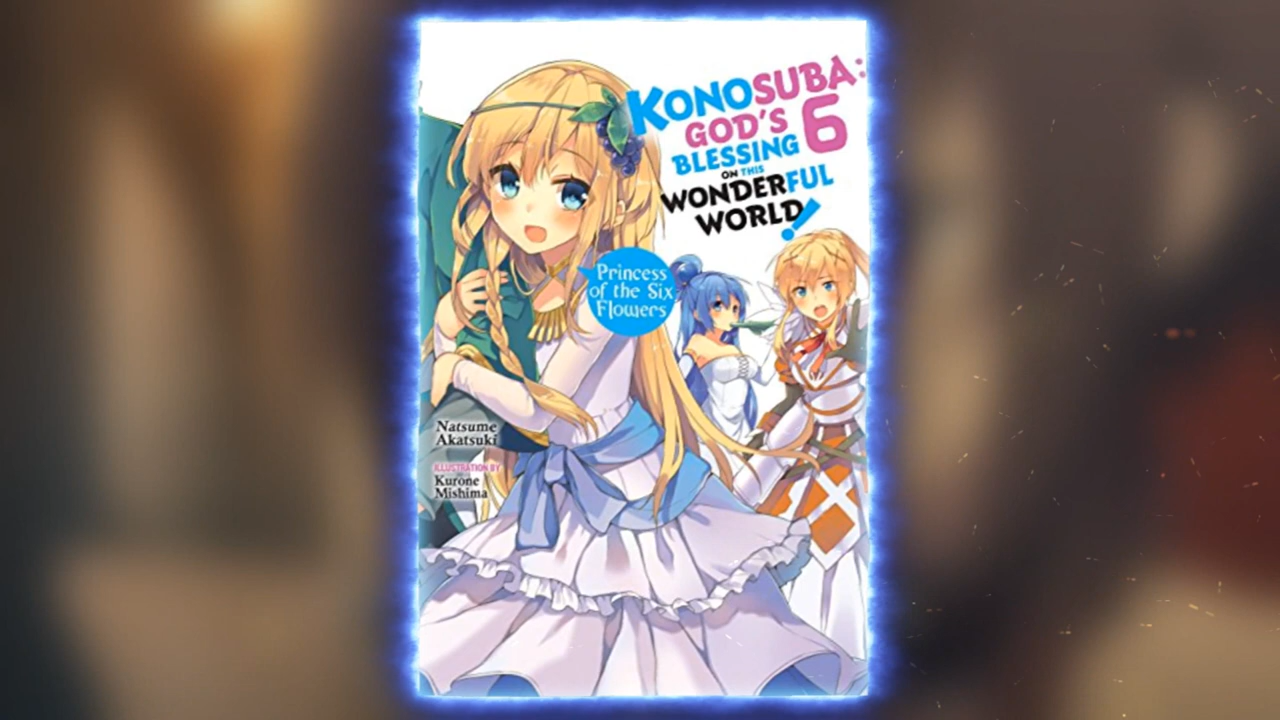 KONOSUBA:
GOD'S
BLESSING 6
ON THIS
WONDERFUL
WORLD!
Princess
of the Six
Flowers
Natsume
Akatsuki
ILLUSTRATION BY
Kurone
Mishima